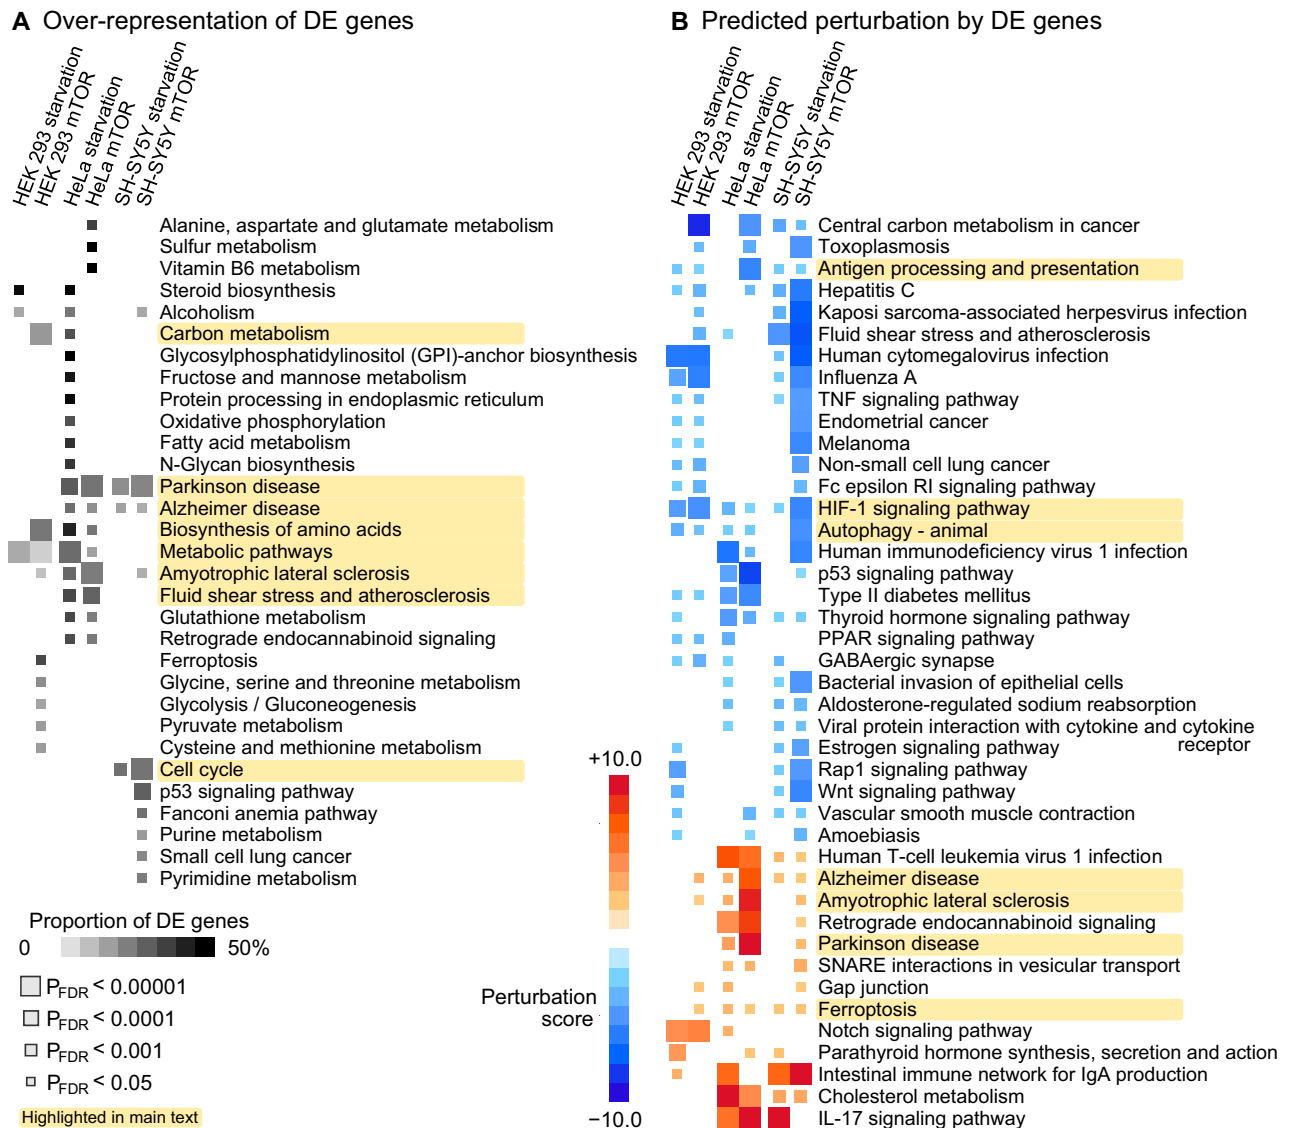 A Over-representation of DE genes
HEK 293 starvation
HEK 293 mTOR
HeLa starvation
HeLa mTOR
SH-SY5Y starvation
SH-SY5Y mTOR
Alanine, aspartate and glutamate metabolism
Sulfur metabolism
Vitamin B6 metabolism
Steroid biosynthesis
Alcoholism
Carbon metabolism
Glycosylphosphatidylinositol (GPI)-anchor biosynthesis
Fructose and mannose metabolism
Protein processing in endoplasmic reticulum
Oxidative phosphorylation
Fatty acid metabolism
N-Glycan biosynthesis
Parkinson disease
Alzheimer disease
Biosynthesis of amino acids
Metabolic pathways
Amyotrophic lateral sclerosis
Fluid shear stress and atherosclerosis
Glutathione metabolism
Retrograde endocannabinoid signaling
Ferroptosis
Glycine, serine and threonine metabolism
Glycolysis / Gluconeogenesis
Pyruvate metabolism
Cysteine and methionine metabolism
Cell cycle
p53 signaling pathway
Fanconi anemia pathway
Purine metabolism
Small cell lung cancer
Pyrimidine metabolism
Proportion of DE genes
0 50%
PFDR < 0.00001
PFDR < 0.0001
PFDR < 0.001
PFDR < 0.05
Highlighted in main text
+10.0
Perturbation
score
−10.0
B Predicted perturbation by DE genes
HEK 293 starvation
HEK 293 mTOR
HeLa starvation
HeLa mTOR
SH-SY5Y starvation
SH-SY5Y mTOR
Central carbon metabolism in cancer
Toxoplasmosis
Antigen processing and presentation
Hepatitis C
Kaposi sarcoma-associated herpesvirus infection
Fluid shear stress and atherosclerosis
Human cytomegalovirus infection
Influenza A
TNF signaling pathway
Endometrial cancer
Melanoma
Non-small cell lung cancer
Fc epsilon RI signaling pathway
HIF-1 signaling pathway
Autophagy - animal
Human immunodeficiency virus 1 infection
p53 signaling pathway
Type II diabetes mellitus
Thyroid hormone signaling pathway
PPAR signaling pathway
GABAergic synapse
Bacterial invasion of epithelial cells
Aldosterone-regulated sodium reabsorption
Viral protein interaction with cytokine and cytokine
receptor
Estrogen signaling pathway
Rap1 signaling pathway
Wnt signaling pathway
Vascular smooth muscle contraction
Amoebiasis
Human T-cell leukemia virus 1 infection
Alzheimer disease
Amyotrophic lateral sclerosis
Retrograde endocannabinoid signaling
Parkinson disease
SNARE interactions in vesicular transport
Gap junction
Ferroptosis
Notch signaling pathway
Parathyroid hormone synthesis, secretion and action
Intestinal immune network for IgA production
Cholesterol metabolism
IL-17 signaling pathway